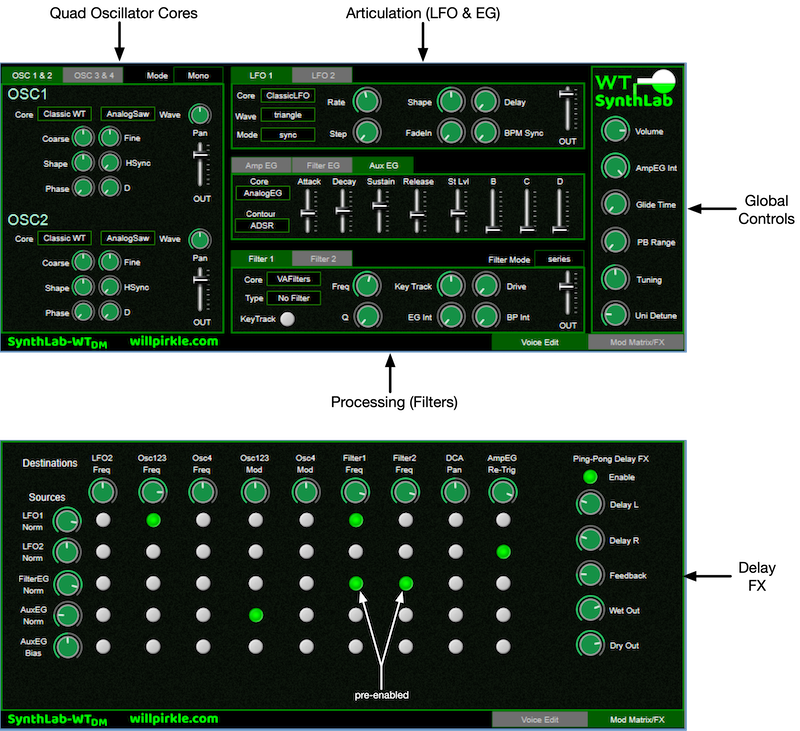 Quad Oscillator Cores
Articulation (LFO & EG)
OSC 1 & 2 OSC 3 & 4 Mode Mono
OSC1
Core Classic WT AnalogSaw Wave
Coarse Fine Pan
Shape HSync
Phase D OUT
OSC2
Core Classic WT AnalogSaw Wave
Coarse Fine Pan
Shape HSync
Phase D OUT
LFO 1 LFO 2
Core ClassicLFO Rate Shape Delay
Wave triangle
Mode sync Step FadeIn BPM Sync OUT
Amp EG Filter EG Aux EG
Core Attack Decay Sustain Release St Lvl B C D
AnalogEG
Contour
ADSR
Filter 1 Filter 2 Filter Mode series
Core VAFilters Freq Key Track Drive
Type No Filter
KeyTrack Q EG Int BP Int OUT
WT
SynthLab
Volume
AmpEG Int
Glide Time
PB Range
Tuning
Uni Detune
Global
Controls
SynthLab-WTDM willpirkle.com Voice Edit Mod Matrix/FX
Processing (Filters)
Destinations LFO2 Osc123 Osc4 Osc123 Osc4 Filter1 Filter2 DCA AmpEG
Freq Freq Freq Mod Mod Freq Freq Pan Re-Trig
Sources
LFO1
Norm
LFO2
Norm
FilterEG
Norm
AuxEG
Norm
AuxEG
Bias
Ping-Pong Delay FX
Enable
Delay L
Delay R
Feedback
Wet Out
Dry Out
Delay
FX
pre-enabled
SynthLab-WTDM willpirkle.com Voice Edit Mod Matrix/FX